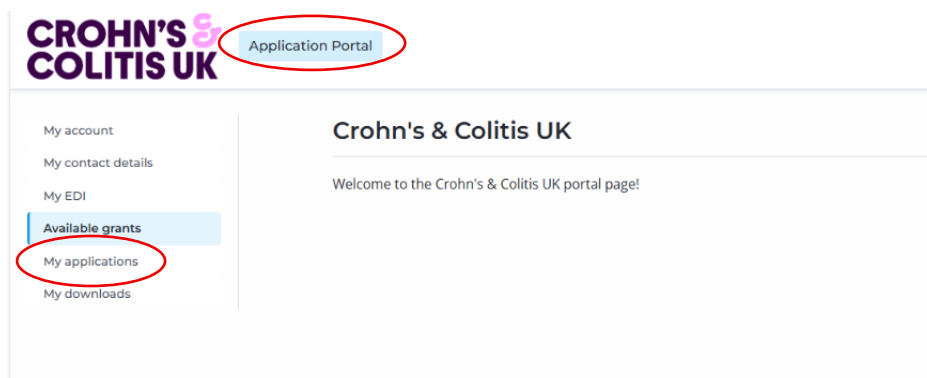 CROHN'S &
COLITIS UK
Application Portal
My account
My contact details
My EDI
Available grants
My applications
My downloads
Crohn's & Colitis UK
Welcome to the Crohn's & Colitis UK portal page!